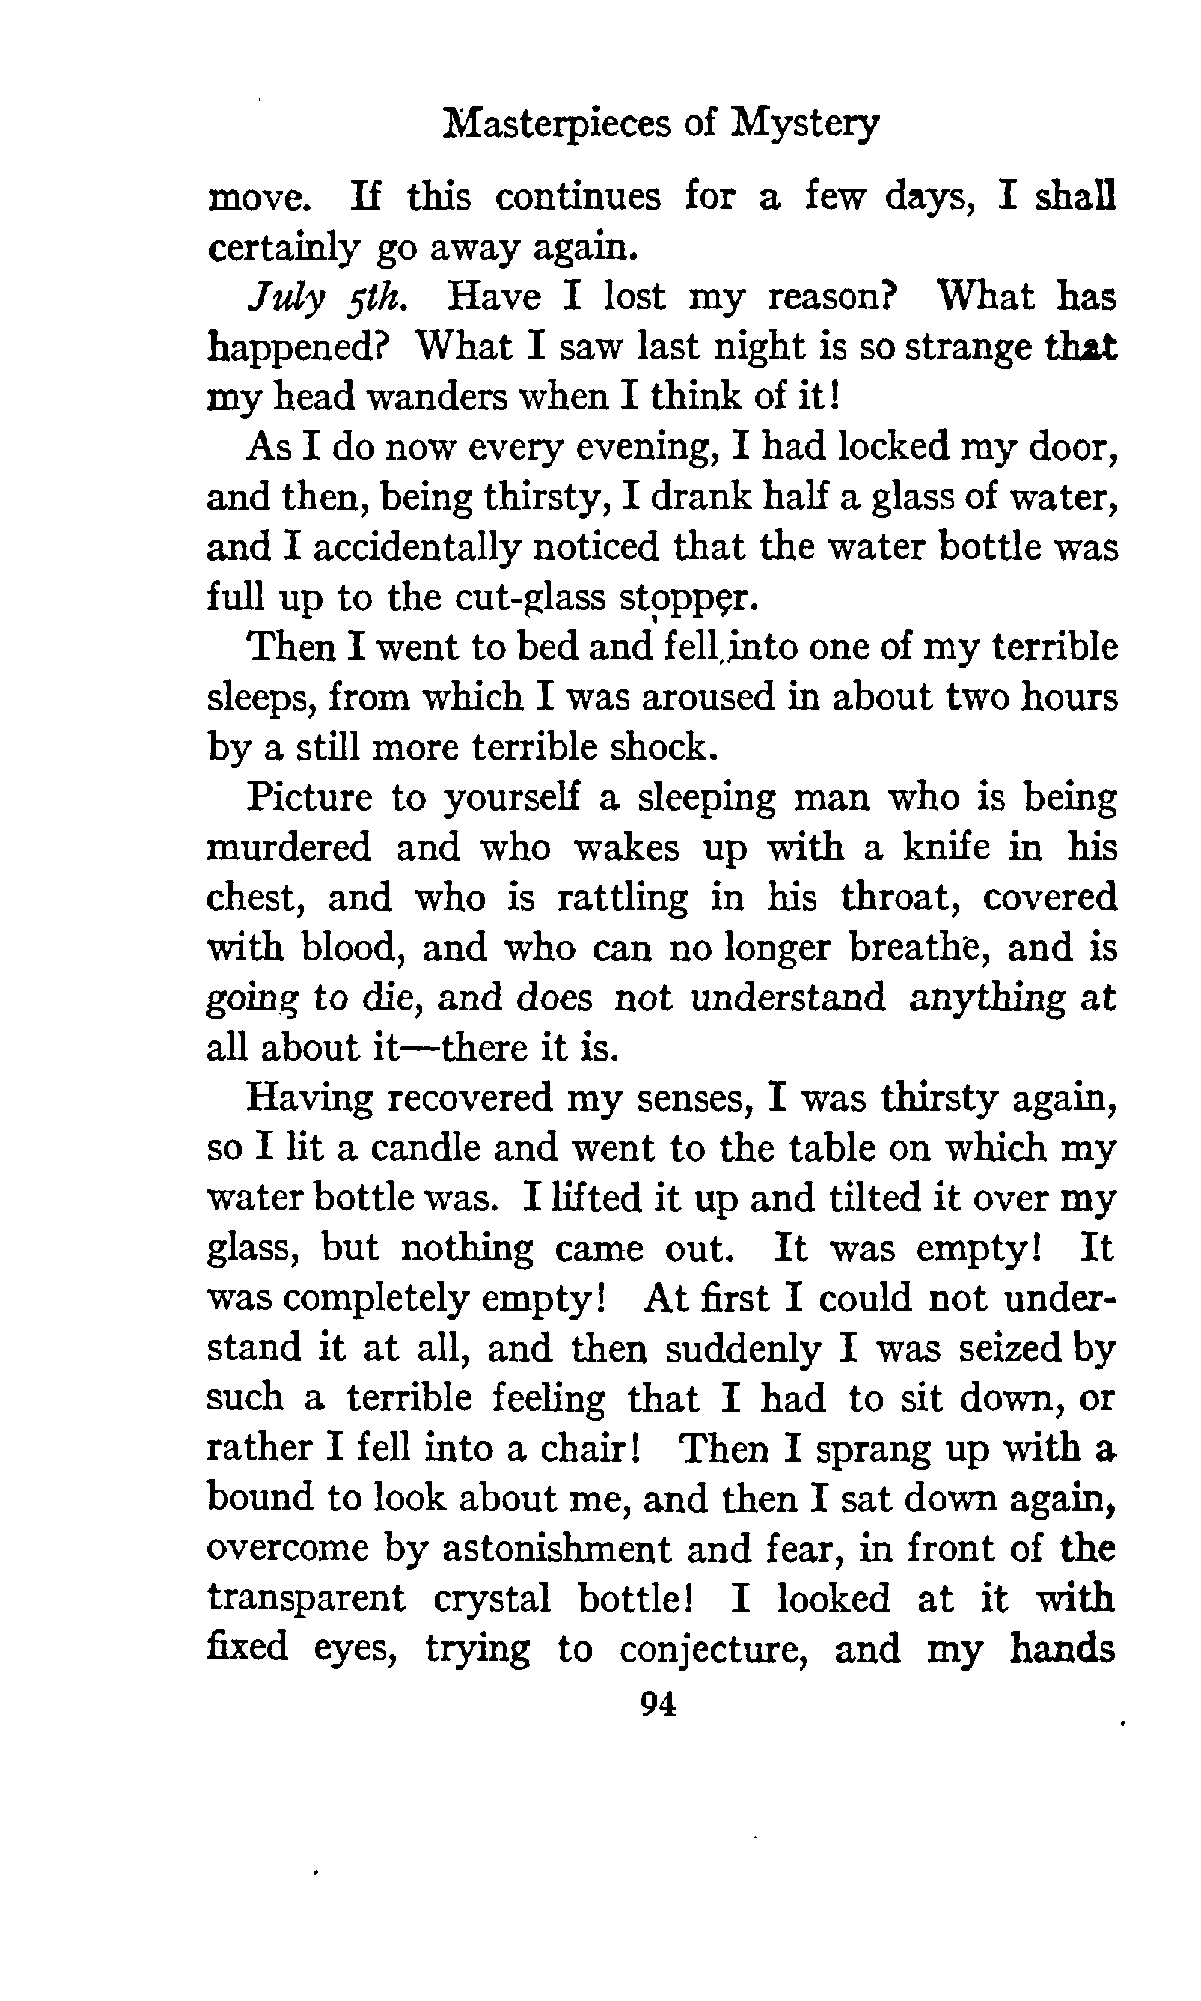 Masterpieces of Mystery
move. If this continues for a few days, I shall
certainly go away again.
July 5th. Have I lost my reason? What has
happened? What I saw last night is so strange that
my head wanders when I think of it!
As I do now every evening, I had locked my door,
and then, being thirsty, I drank half a glass of water,
and I accidentally noticed that the water bottle was
full up to the cut-glass stopper.
Then I went to bed and fell into one of my terrible
sleeps, from which I was aroused in about two hours
by a still more terrible shock.
Picture to yourself a sleeping man who is being
murdered and who wakes up with a knife in his
chest, and who is rattling in his throat, covered
with blood, and who can no longer breathe, and is
going to die, and does not understand anything at
all about it—there it is.
Having recovered my senses, I was thirsty again,
so I lit a candle and went to the table on which my
water bottle was. I lifted it up and tilted it over my
glass, but nothing came out. It was empty! It
was completely empty! At first I could not under-
stand it at all, and then suddenly I was seized by
such a terrible feeling that I had to sit down, or
rather I fell into a chair! Then I sprang up with a
bound to look about me, and then I sat down again,
overcome by astonishment and fear, in front of the
transparent crystal bottle! I looked at it with
fixed eyes, trying to conjecture, and my hands
94